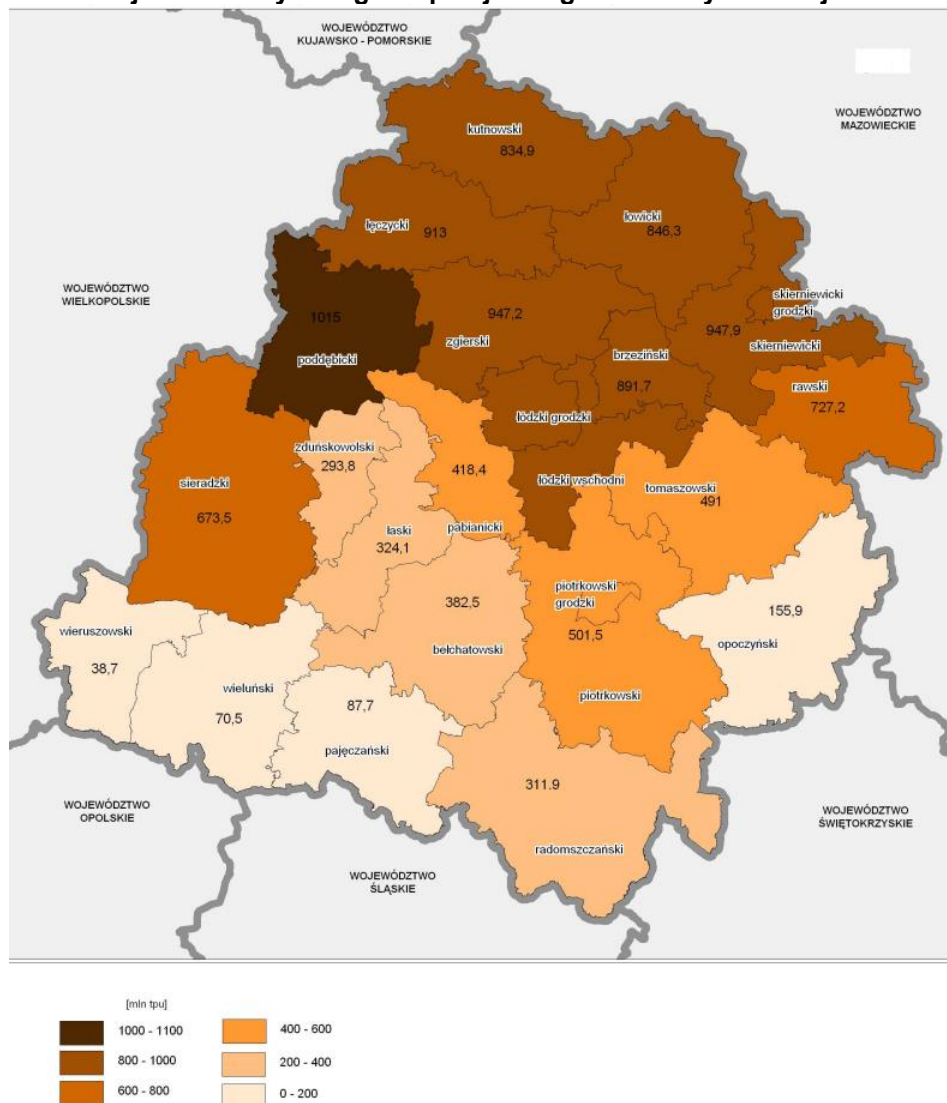 WOJEWÓDZTWO
KUJAWSKO - POMORSKIE
WOJEWÓDZTWO
MAZOWIECKIE
kutnowski
834,9
łęczycki
913
łowicki
846,3
WOJEWÓDZTWO
WIELKOPOLSKIE
skierniewicki
grodzki
1015
poddębicki
947,2
zgierski
947,9
skierniewicki
brzeziński
891,7
rawski
727,2
łódzki grodzki
zduńskowolski
293,8
418,4
łódzki wschodni
tomaszowski
491
sieradzki
673,5
łaski
324,1
pabianicki
piotrkowski
grodzki
501,5
382,5
bełchatowski
155,9
opoczyński
wieruszowski
38,7
wieluński
70,5
87,7
pajęczański
piotrkowski
311.9
radomszczański
WOJEWÓDZTWO
OPOLSKIE
WOJEWÓDZTWO
ŚWIĘTOKRZYSKIE
WOJEWÓDZTWO
ŚLĄSKIE
[mln tpu]
1000 - 1100
800 - 1000
600 - 800
400 - 600
200 - 400
0 - 200